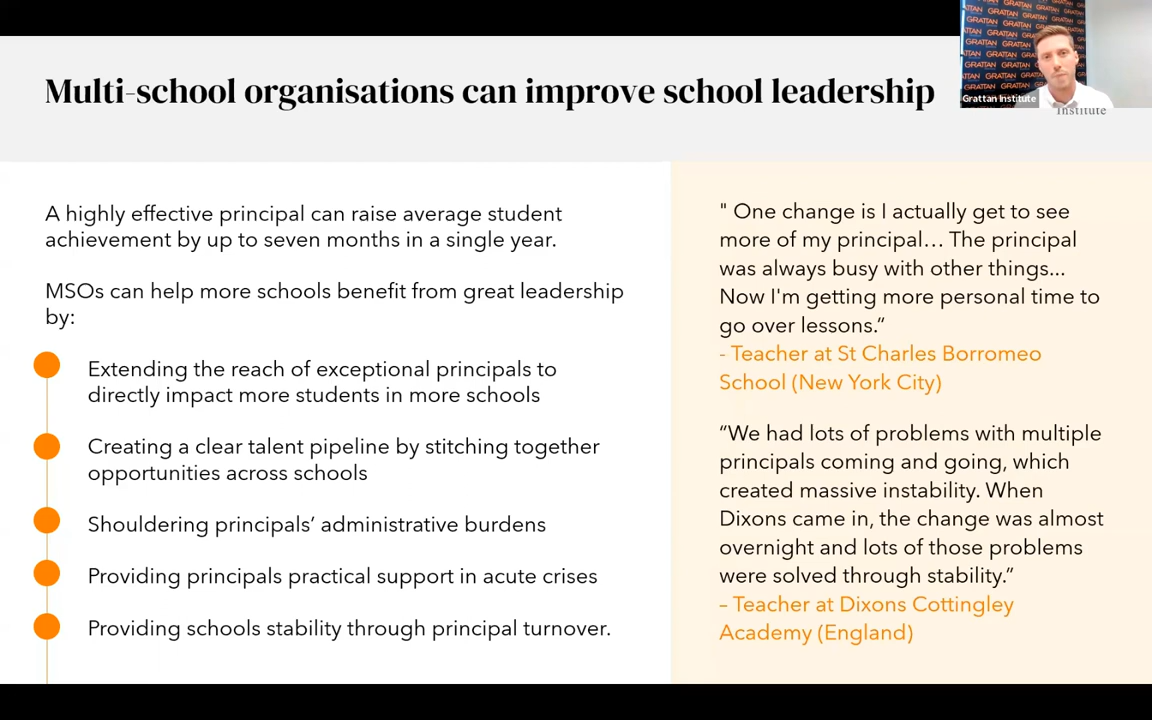 Multi-school organisations can improve school leadership
GRATTAN
Grattan Institute
Institute
A highly effective principal can raise average student
achievement by up to seven months in a single year.
MSOs can help more schools benefit from great leadership
by:
Extending the reach of exceptional principals to
directly impact more students in more schools
Creating a clear talent pipeline by stitching together
opportunities across schools
Shouldering principals’ administrative burdens
Providing principals practical support in acute crises
Providing schools stability through principal turnover.
" One change is I actually get to see
more of my principal… The principal
was always busy with other things...
Now I'm getting more personal time to
go over lessons.”
- Teacher at St Charles Borromeo
School (New York City)
“We had lots of problems with multiple
principals coming and going, which
created massive instability. When
Dixons came in, the change was almost
overnight and lots of those problems
were solved through stability.”
– Teacher at Dixons Cottingley
Academy (England)